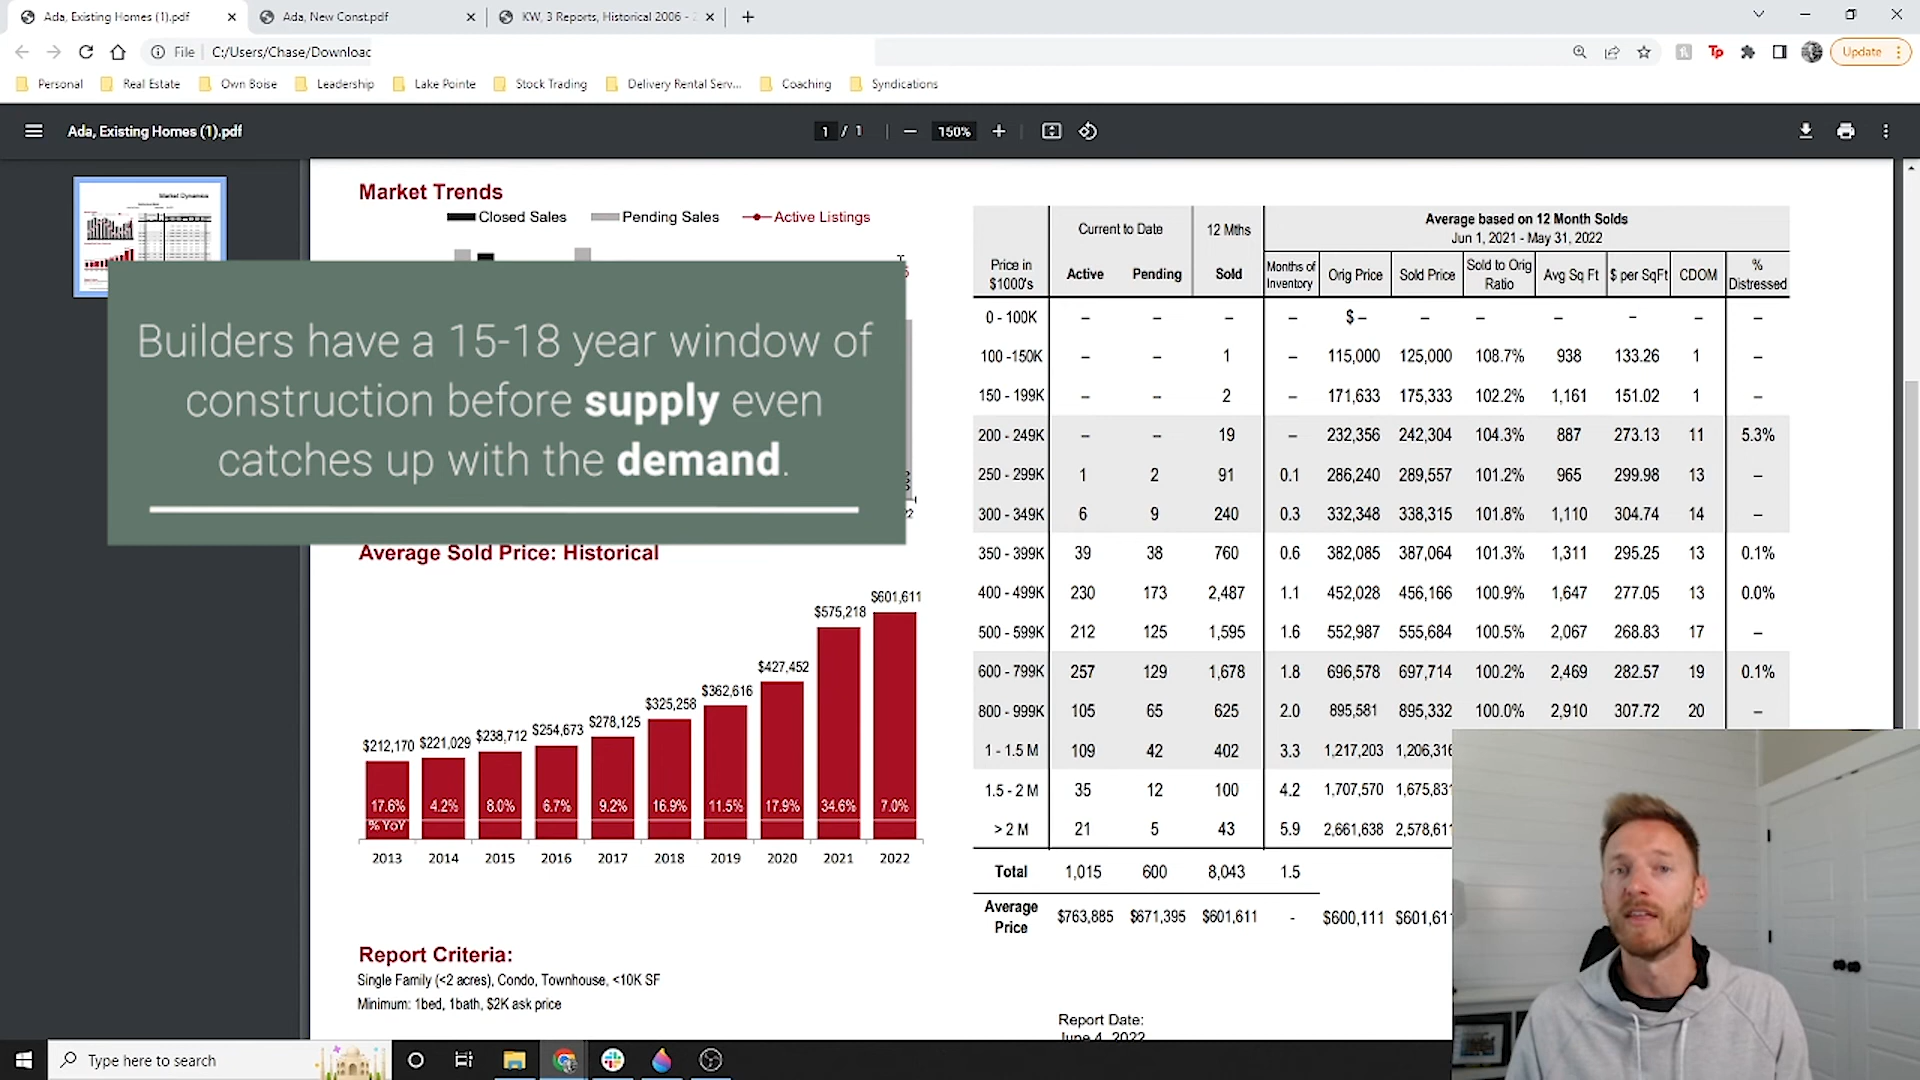 Ada, Existing Homes (1).pdf
Ada, New Const.pdf
KW, 3 Reports, Historical 2006 -
File C:/Users/Chase/Downloac
Update
Personal Real Estate Own Boise Leadership Lake Pointe Stock Trading Delivery Rental Serv... Coaching Syndications
Ada, Existing Homes (1).pdf
1 / 1 150%
Market Trends
Closed Sales Pending Sales Active Listings
Builders have a 15-18 year window of
construction before supply even
catches up with the demand.
Average Sold Price: Historical
$212,170 $221,029 $238,712 $254,673 $278,125 $325,258 $362,616 $427,452 $575,218 $601,611
17.6% 4.2% 8.0% 6.7% 9.2% 16.9% 11.5% 17.9% 34.6% 7.0%
% YoY
2013 2014 2015 2016 2017 2018 2019 2020 2021 2022
Report Criteria:
Single Family (<2 acres), Condo, Townhouse, <10K SF
Minimum: 1bed, 1bath, $2K ask price
Current to Date 12 Mths Average based on 12 Month Solds
Jun 1, 2021 - May 31, 2022
Price in $1000's Active Pending Sold Months of Inventory Orig Price Sold Price Sold to Orig Ratio Avg Sq Ft $ per SqFt CDOM % Distressed
0 - 100K – – – – $ – – – – – – –
100 -150K – – 1 – 115,000 125,000 108.7% 938 133.26 1 –
150 - 199K – – 2 – 171,633 175,333 102.2% 1,161 151.02 1 –
200 - 249K – – 19 – 232,356 242,304 104.3% 887 273.13 11 5.3%
250 - 299K 1 2 91 0.1 286,240 289,557 101.2% 965 299.98 13 –
300 - 349K 6 9 240 0.3 332,348 338,315 101.8% 1,110 304.74 14 –
350 - 399K 39 38 760 0.6 382,085 387,064 101.3% 1,311 295.25 13 0.1%
400 - 499K 230 173 2,487 1.1 452,028 456,166 100.9% 1,647 277.05 13 0.0%
500 - 599K 212 125 1,595 1.6 552,987 555,684 100.5% 2,067 268.83 17 –
600 - 799K 257 129 1,678 1.8 696,578 697,714 100.2% 2,469 282.57 19 0.1%
800 - 999K 105 65 625 2.0 895,581 895,332 100.0% 2,910 307.72 20 –
1 - 1.5 M 109 42 402 3.3 1,217,203 1,206,316
1.5 - 2 M 35 12 100 4.2 1,707,570 1,675,831
> 2 M 21 5 43 5.9 2,661,638 2,578,611
Total 1,015 600 8,043 1.5
Average Price $763,885 $671,395 $601,611 - $600,111 $601,611
Report Date:
June 4, 2022
Type here to search